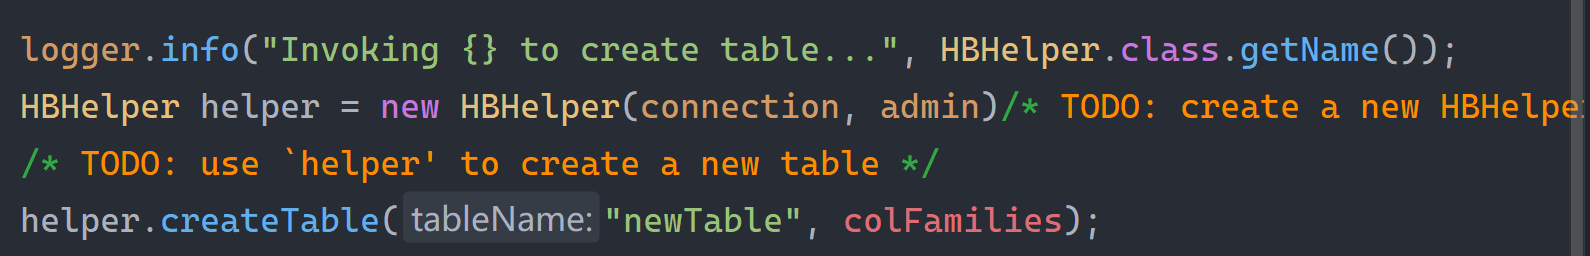 logger.info("Invoking {} to create table...", HBHelper.class.getName());
HBHelper helper = new HBHelper(connection, admin)/* TODO: create a new HBHelpe
/* TODO: use `helper' to create a new table */
helper.createTable( tableName: "newTable", colFamilies);